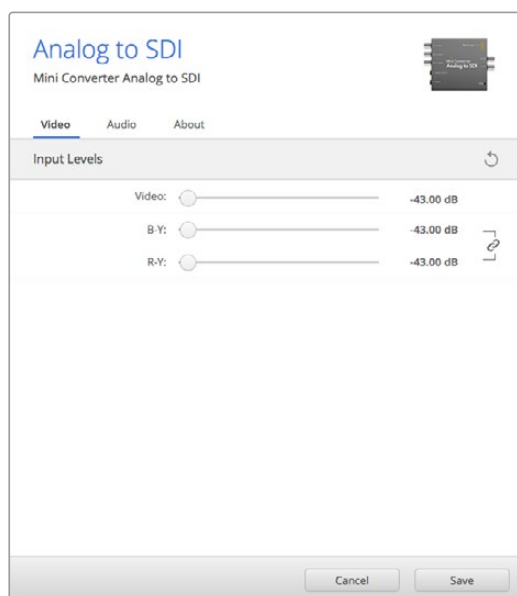 Analog to SDI
Mini Converter Analog to SDI
Video Audio About
Input Levels
Video: -43.00 dB
B-Y: -43.00 dB
R-Y: -43.00 dB
Cancel Save